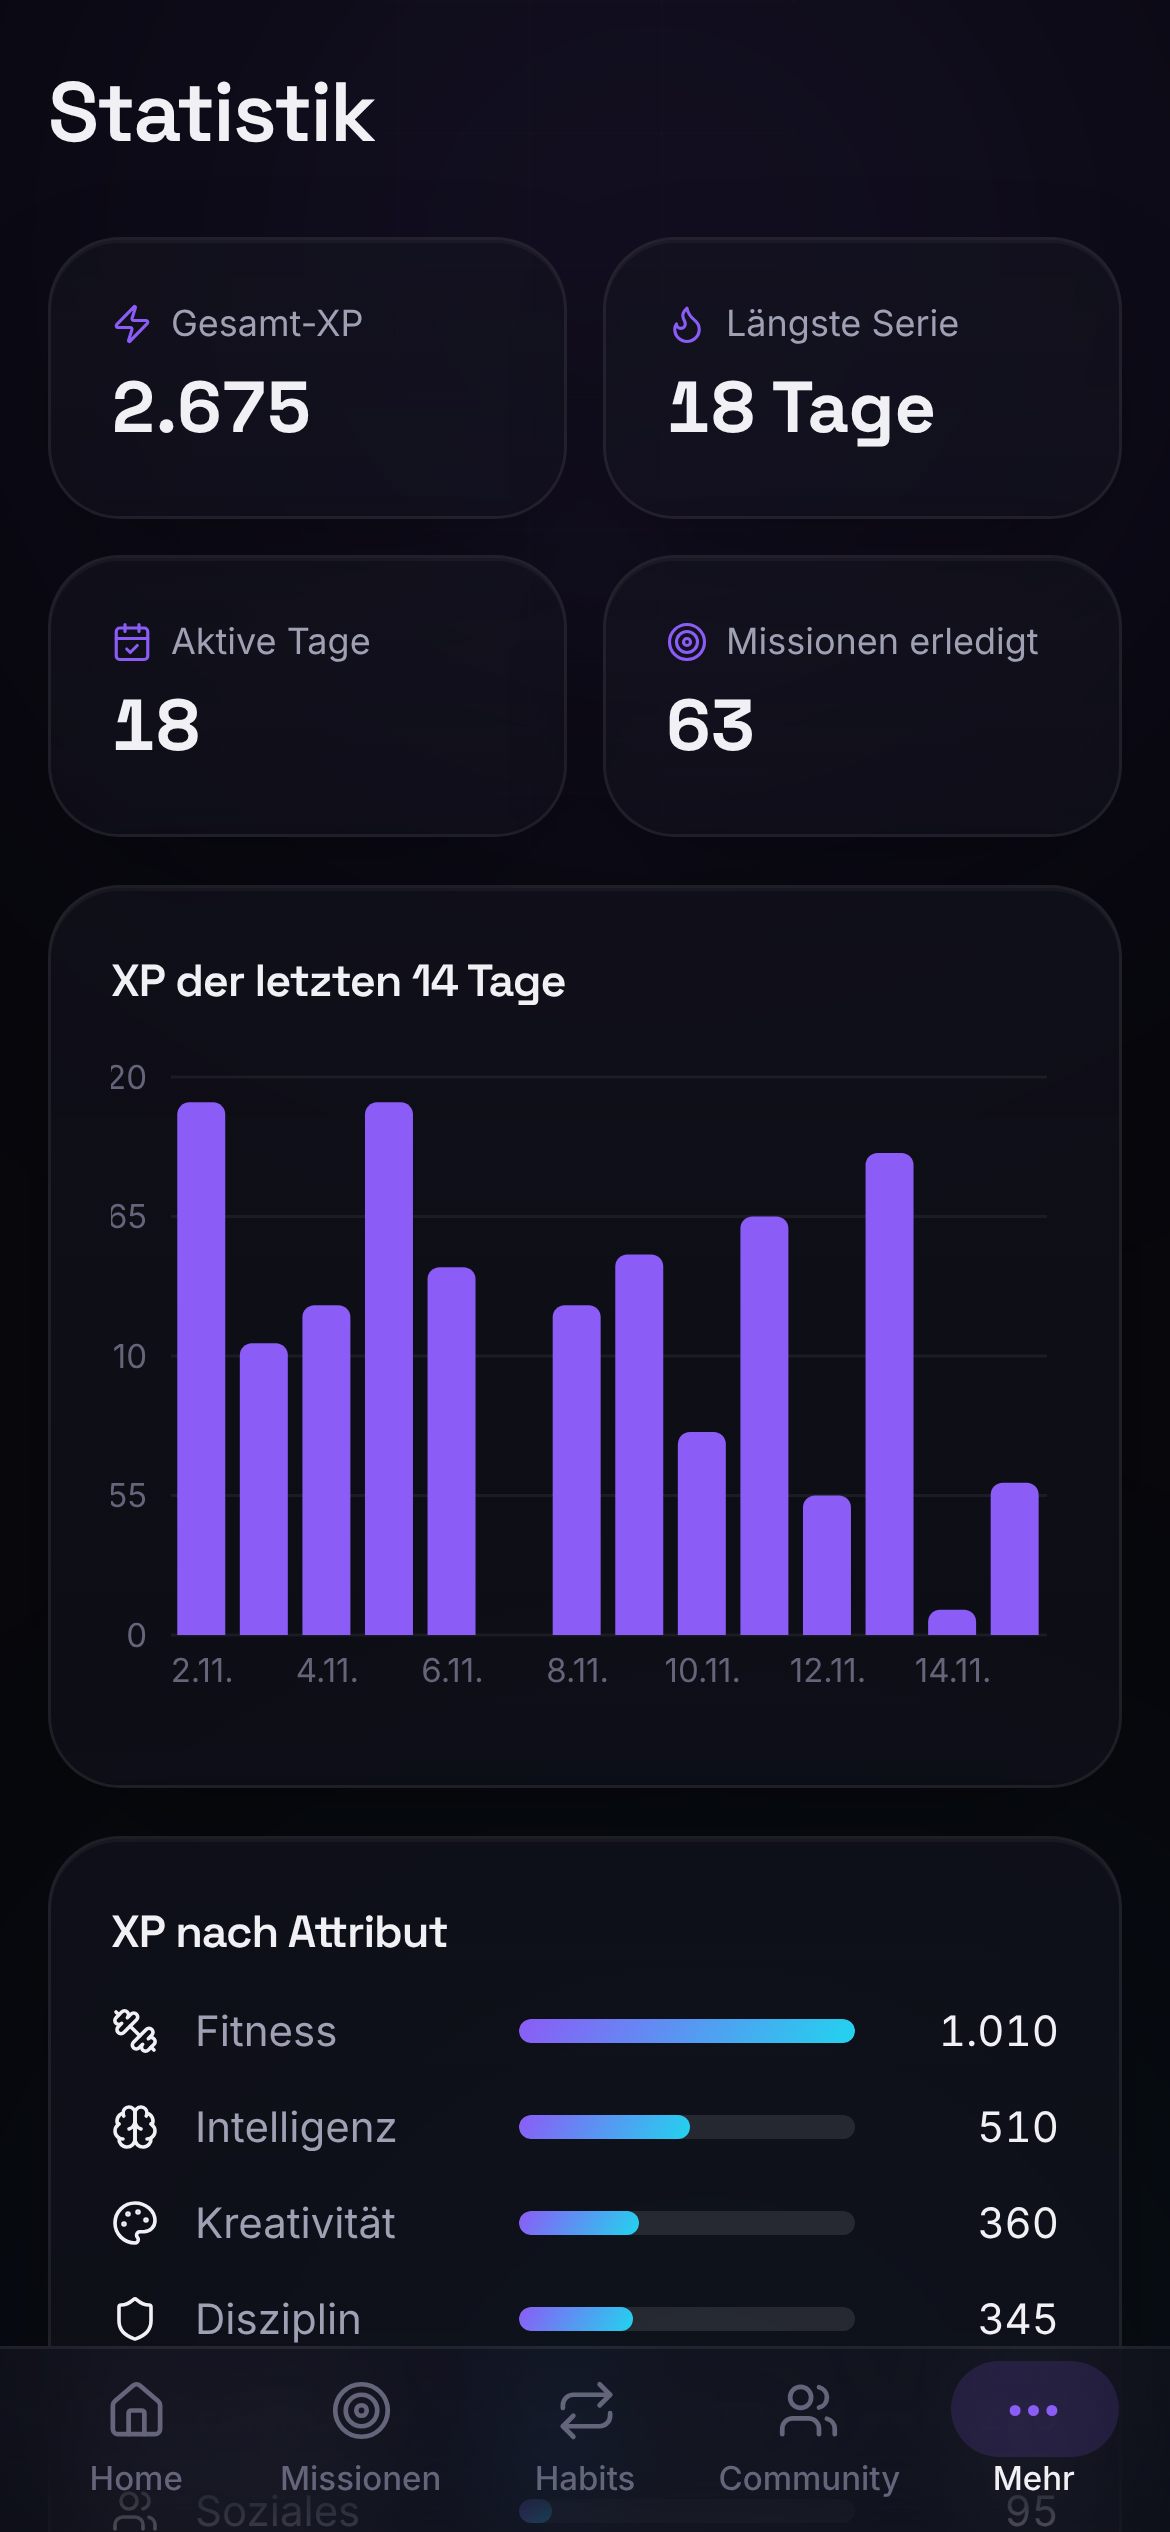 Statistik
Gesamt-XP
2.675
Längste Serie
18 Tage
Aktive Tage
18
Missionen erledigt
63
XP der letzten 14 Tage
20
65
10
55
0
2.11. 4.11. 6.11. 8.11. 10.11. 12.11. 14.11.
XP nach Attribut
Fitness 1.010
Intelligenz 510
Kreativität 360
Disziplin 345
Home Missionen Habits Community Mehr
Soziales 95